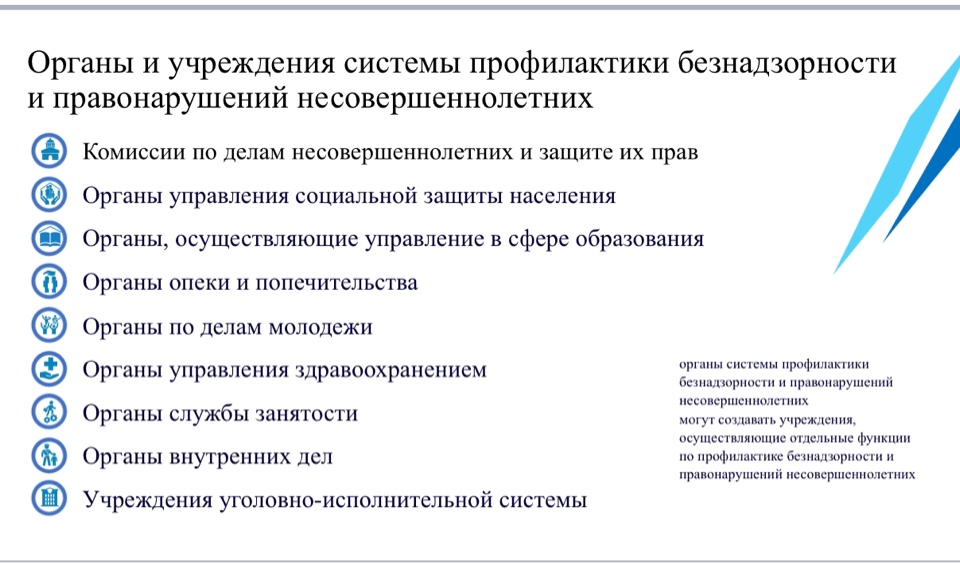 Органы и учреждения системы профилактики безнадзорности
и правонарушений несовершеннолетних
Комиссии по делам несовершеннолетних и защите их прав
Органы управления социальной защиты населения
Органы, осуществляющие управление в сфере образования
Органы опеки и попечительства
Органы по делам молодежи
Органы управления здравоохранением
Органы службы занятости
Органы внутренних дел
Учреждения уголовно-исполнительной системы
органы системы профилактики
безнадзорности и правонарушений
несовершеннолетних
могут создавать учреждения,
осуществляющие отдельные функции
по профилактике безнадзорности и
правонарушений несовершеннолетних